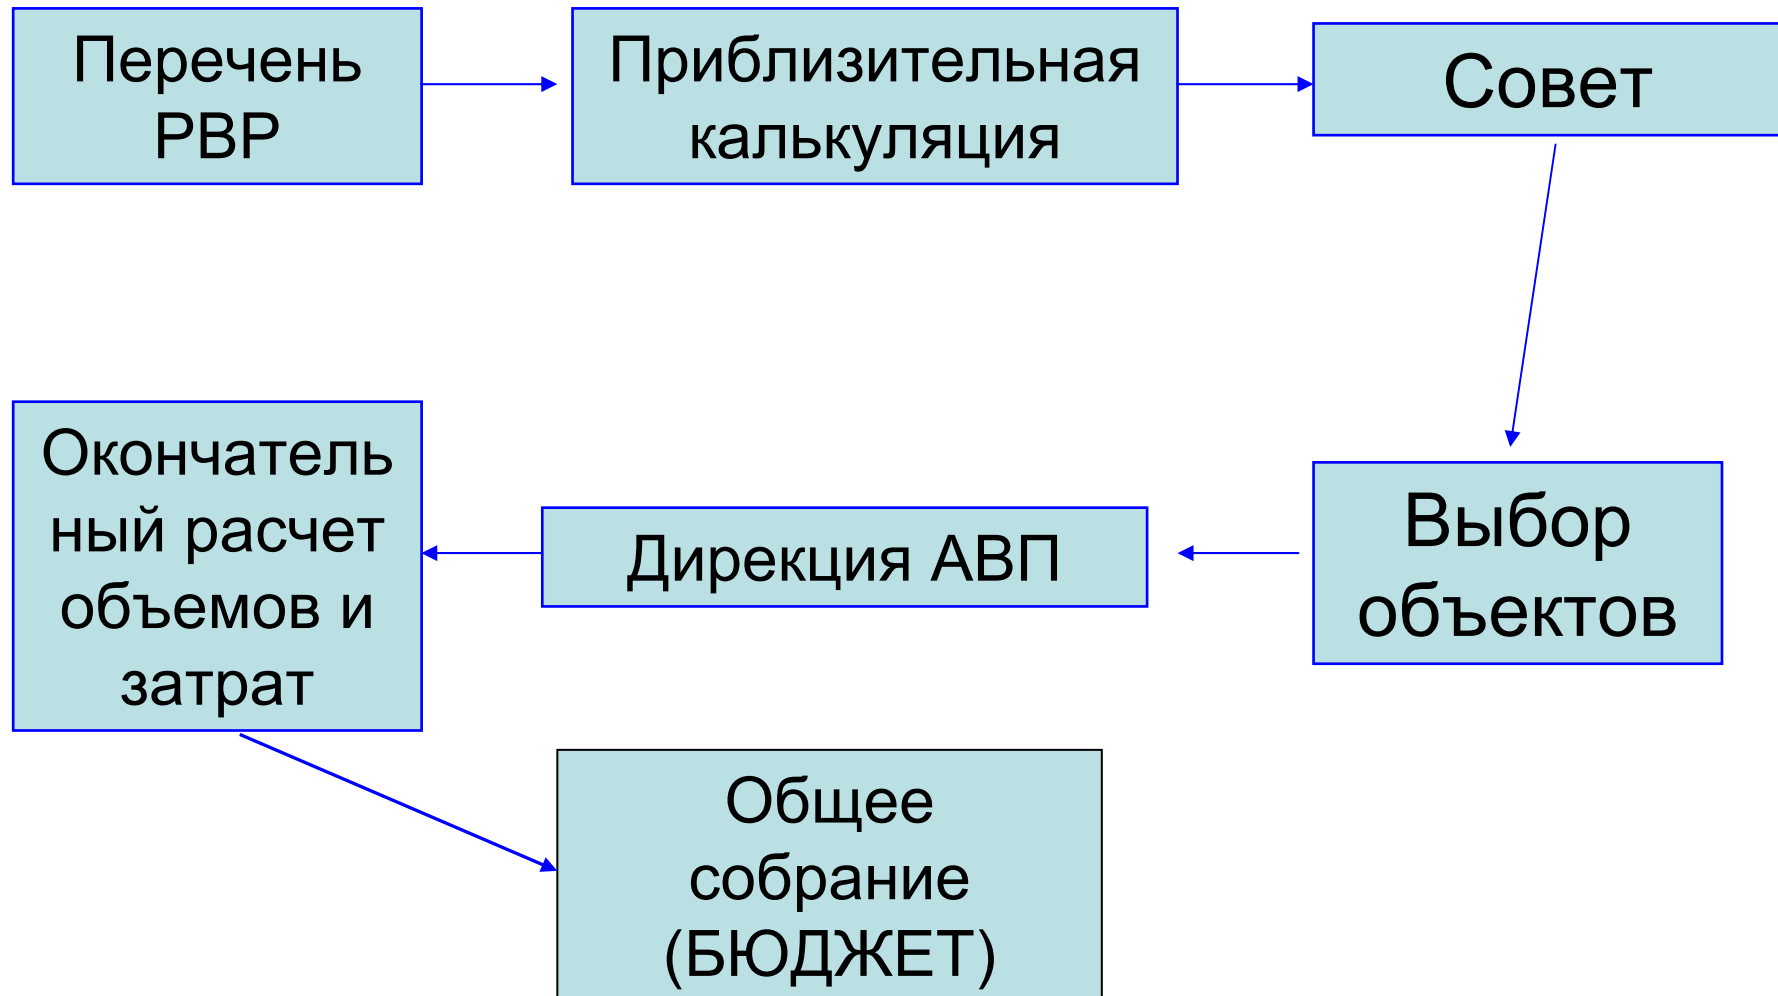 Перечень
РВР
Приблизительная
калькуляция
Совет
Выбор
объектов
Дирекция АВП
Окончатель
ный расчет
объемов и
затрат
Общее
собрание
(БЮДЖЕТ)